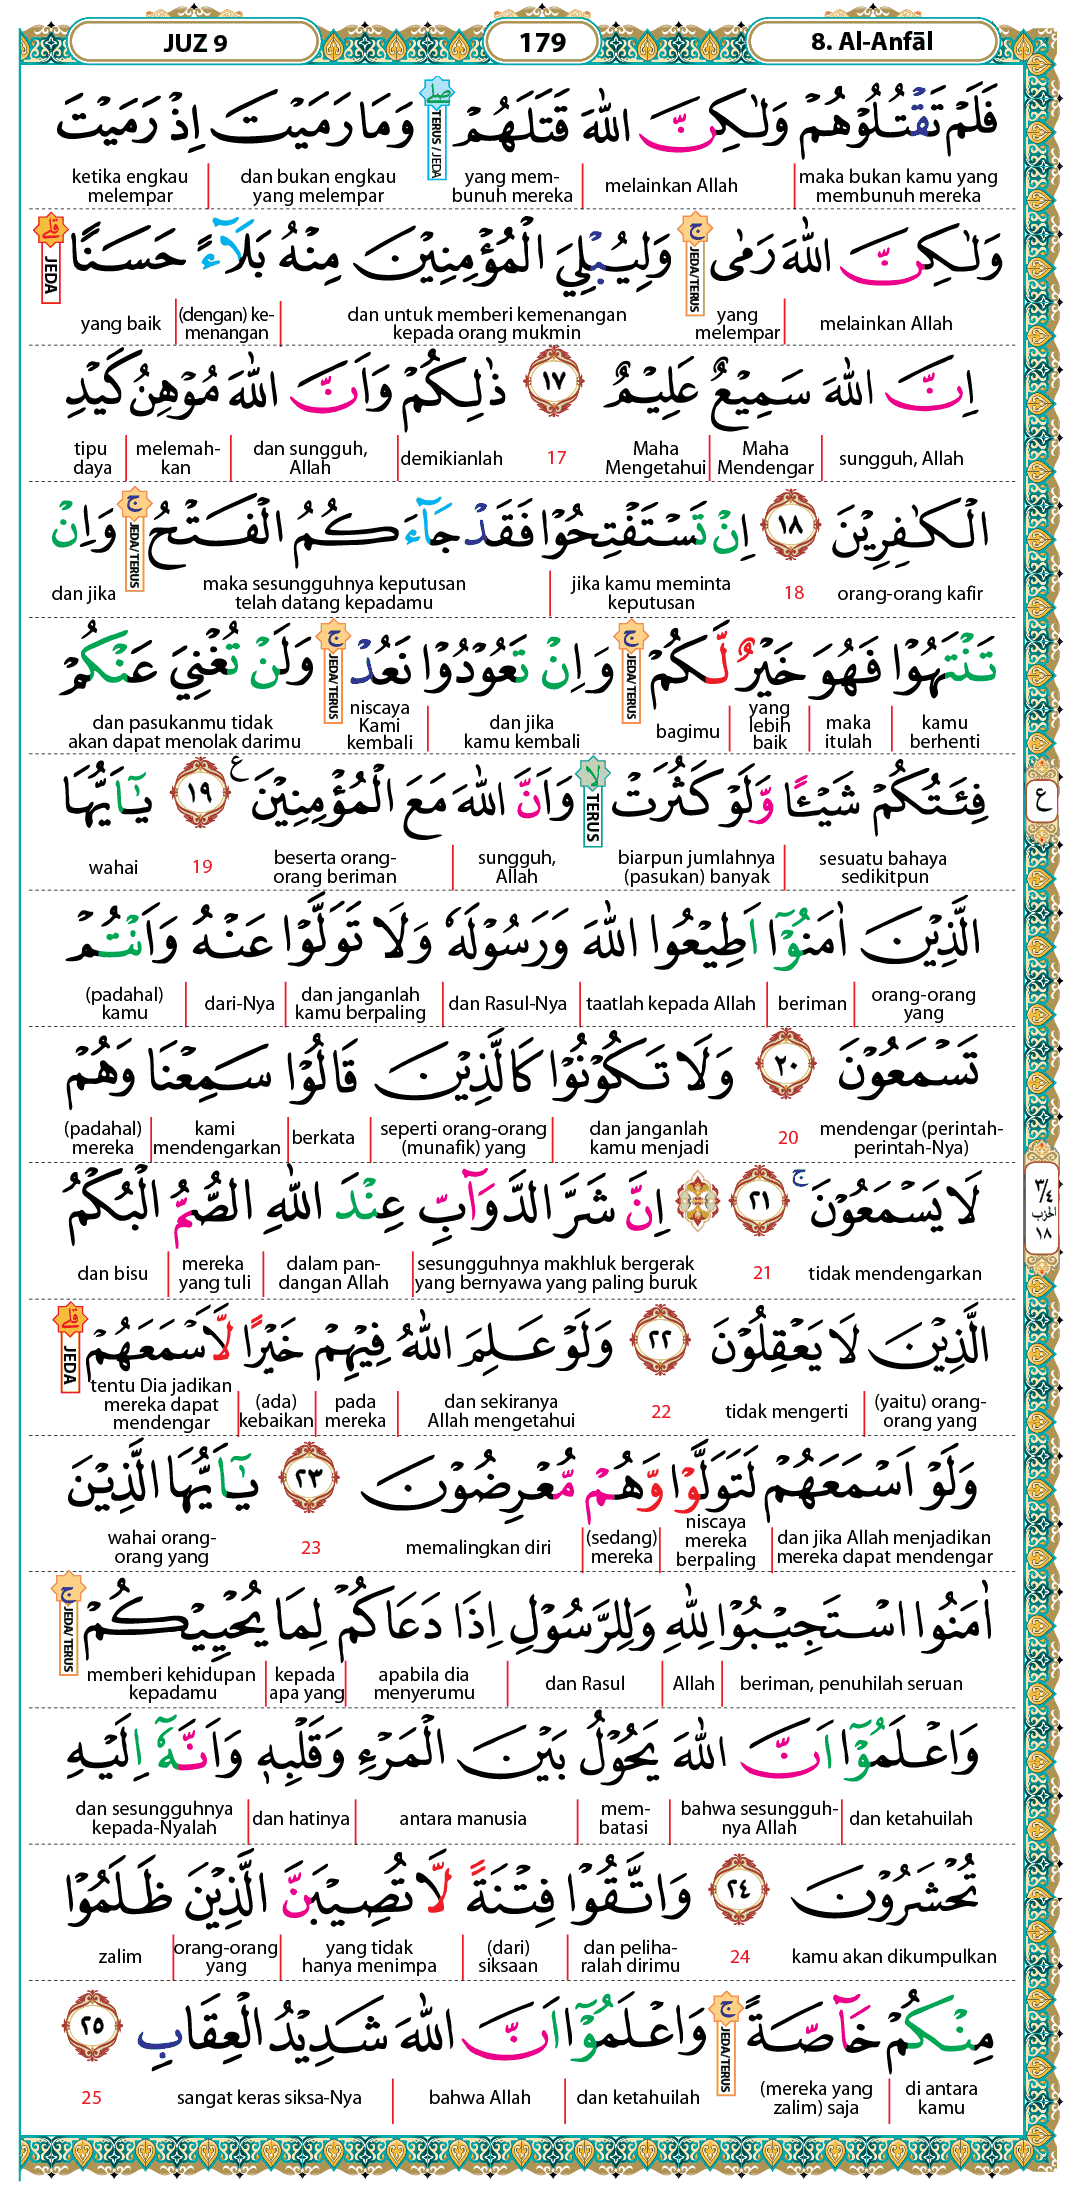 JUZ 9
179
8. Al-Anfāl
فَلَمْ تَقْتُلُوْهُمْ وَلٰكِنَّ اللّٰهَ قَتَلَهُمْ ۖ وَمَا رَمَيْتَ اِذْ رَمَيْتَ
TERUS / JEDA
maka bukan kamu yang membunuh mereka
melainkan Allah
yang mem-bunuh mereka
dan bukan engkau yang melempar
ketika engkau melempar
وَلٰكِنَّ اللّٰهَ رَمٰى ۚ وَلِيُبْلِيَ الْمُؤْمِنِيْنَ مِنْهُ بَلَاۤءً حَسَنًا ۗ
JEDA/TERUS
JEDA
melainkan Allah
yang melempar
dan untuk memberi kemenangan kepada orang mukmin
(dengan) ke-menangan
yang baik
اِنَّ اللّٰهَ سَمِيْعٌ عَلِيْمٌ ١٧ ذٰلِكُمْ وَاَنَّ اللّٰهَ مُوْهِنُ كَيْدِ
sungguh, Allah
Maha Mendengar
Maha Mengetahui
17
demikianlah
dan sungguh, Allah
melemah-kan
tipu daya
الْكٰفِرِيْنَ ١٨ اِنْ تَسْتَفْتِحُوْا فَقَدْ جَاۤءَكُمُ الْفَتْحُ ۚ وَاِنْ
JEDA/TERUS
orang-orang kafir
18
jika kamu meminta keputusan
maka sesungguhnya keputusan telah datang kepadamu
dan jika
تَنْتَهُوْا فَهُوَ خَيْرٌ لَّكُمْ ۚ وَاِنْ تَعُوْدُوْا نَعُدْ ۚ وَلَنْ تُغْنِيَ عَنْكُمْ
JEDA/TERUS
JEDA/TERUS
kamu berhenti
maka itulah
yang lebih baik
bagimu
dan jika kamu kembali
niscaya Kami kembali
dan pasukanmu tidak akan dapat menolak darimu
فِئَتُكُمْ شَيْـًٔا وَّلَوْ كَثُرَتْ ۙ وَاَنَّ اللّٰهَ مَعَ الْمُؤْمِنِيْنَ ࣖ ١٩ يٰٓاَيُّهَا
TERUS
ع
sesuatu bahaya sedikitpun
biarpun jumlahnya (pasukan) banyak
sungguh, Allah
beserta orang-orang beriman
19
wahai
الَّذِيْنَ اٰمَنُوْٓا اَطِيْعُوا اللّٰهَ وَرَسُوْلَهٗ وَلَا تَوَلَّوْا عَنْهُ وَاَنْتُمْ
orang-orang yang
beriman
taatlah kepada Allah
dan Rasul-Nya
dan janganlah kamu berpaling
dari-Nya
(padahal) kamu
تَسْمَعُوْنَ ٢٠ وَلَا تَكُوْنُوْا كَالَّذِيْنَ قَالُوْا سَمِعْنَا وَهُمْ
mendengar (perintah-perintah-Nya)
20
dan janganlah kamu menjadi
seperti orang-orang (munafik) yang
berkata
kami mendengarkan
(padahal) mereka
لَا يَسْمَعُوْنَ ۚ ٢١ ۞ اِنَّ شَرَّ الدَّوَاۤبِّ عِنْدَ اللّٰهِ الصُّمُّ الْبُكْمُ
٣/٤
الحزب
١٨
tidak mendengarkan
21
sesungguhnya makhluk bergerak yang bernyawa yang paling buruk
dalam pan-dangan Allah
mereka yang tuli
dan bisu
الَّذِيْنَ لَا يَعْقِلُوْنَ ٢٢ وَلَوْ عَلِمَ اللّٰهُ فِيْهِمْ خَيْرًا لَّاَسْمَعَهُمْ ۗ
JEDA
(yaitu) orang-orang yang
tidak mengerti
22
dan sekiranya Allah mengetahui
pada mereka
(ada) kebaikan
tentu Dia jadikan mereka dapat mendengar
وَلَوْ اَسْمَعَهُمْ لَتَوَلَّوْا وَّهُمْ مُّعْرِضُوْنَ ٢٣ يٰٓاَيُّهَا الَّذِيْنَ
dan jika Allah menjadikan mereka dapat mendengar
niscaya mereka berpaling
(sedang) mereka
memalingkan diri
23
wahai orang-orang yang
اٰمَنُوا اسْتَجِيْبُوْا لِلّٰهِ وَلِلرَّسُوْلِ اِذَا دَعَاكُمْ لِمَا يُحْيِيْكُمْ ۚ
JEDA/TERUS
beriman, penuhilah seruan
Allah
dan Rasul
apabila dia menyerumu
kepada apa yang
memberi kehidupan kepadamu
وَاعْلَمُوْٓا اَنَّ اللّٰهَ يَحُوْلُ بَيْنَ الْمَرْءِ وَقَلْبِهٖ وَاَنَّهٗٓ اِلَيْهِ
dan ketahuilah
bahwa sesungguh-nya Allah
mem-batasi
antara manusia
dan hatinya
dan sesungguhnya kepada-Nyalah
تُحْشَرُوْنَ ٢٤ وَاتَّقُوْا فِتْنَةً لَّا تُصِيْبَنَّ الَّذِيْنَ ظَلَمُوْا
kamu akan dikumpulkan
24
dan peliha-ralah dirimu
(dari) siksaan
yang tidak hanya menimpa
orang-orang yang
zalim
مِنْكُمْ خَاۤصَّةً ۚ وَاعْلَمُوْٓا اَنَّ اللّٰهَ شَدِيْدُ الْعِقَابِ ٢٥
JEDA/TERUS
di antara kamu
(mereka yang zalim) saja
dan ketahuilah
bahwa Allah
sangat keras siksa-Nya
25